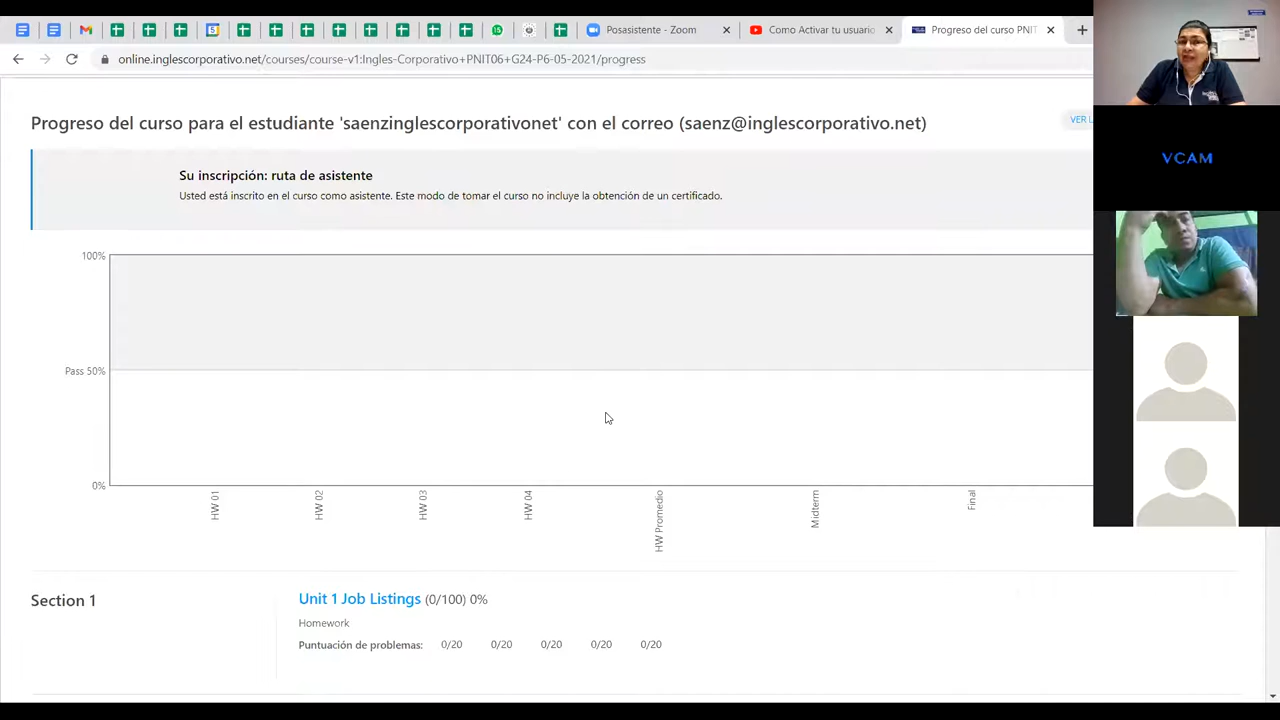 15
Posasistente - Zoom
Como Activar tu usuario
Progreso del curso PNIT
online.inglescorporativo.net/courses/course-v1:Ingles-Corporativo+PNIT06+G24-P6-05-2021/progress
Progreso del curso para el estudiante 'saenzinglescorporativonet' con el correo (saenz@inglescorporativo.net)
VER
Su inscripción: ruta de asistente
Usted está inscrito en el curso como asistente. Este modo de tomar el curso no incluye la obtención de un certificado.
100%
Pass 50%
0%
HW 01
HW 02
HW 03
HW 04
HW Promedio
Midterm
Final
Section 1
Unit 1 Job Listings (0/100) 0%
Homework
Puntuación de problemas: 0/20 0/20 0/20 0/20 0/20
VCAM